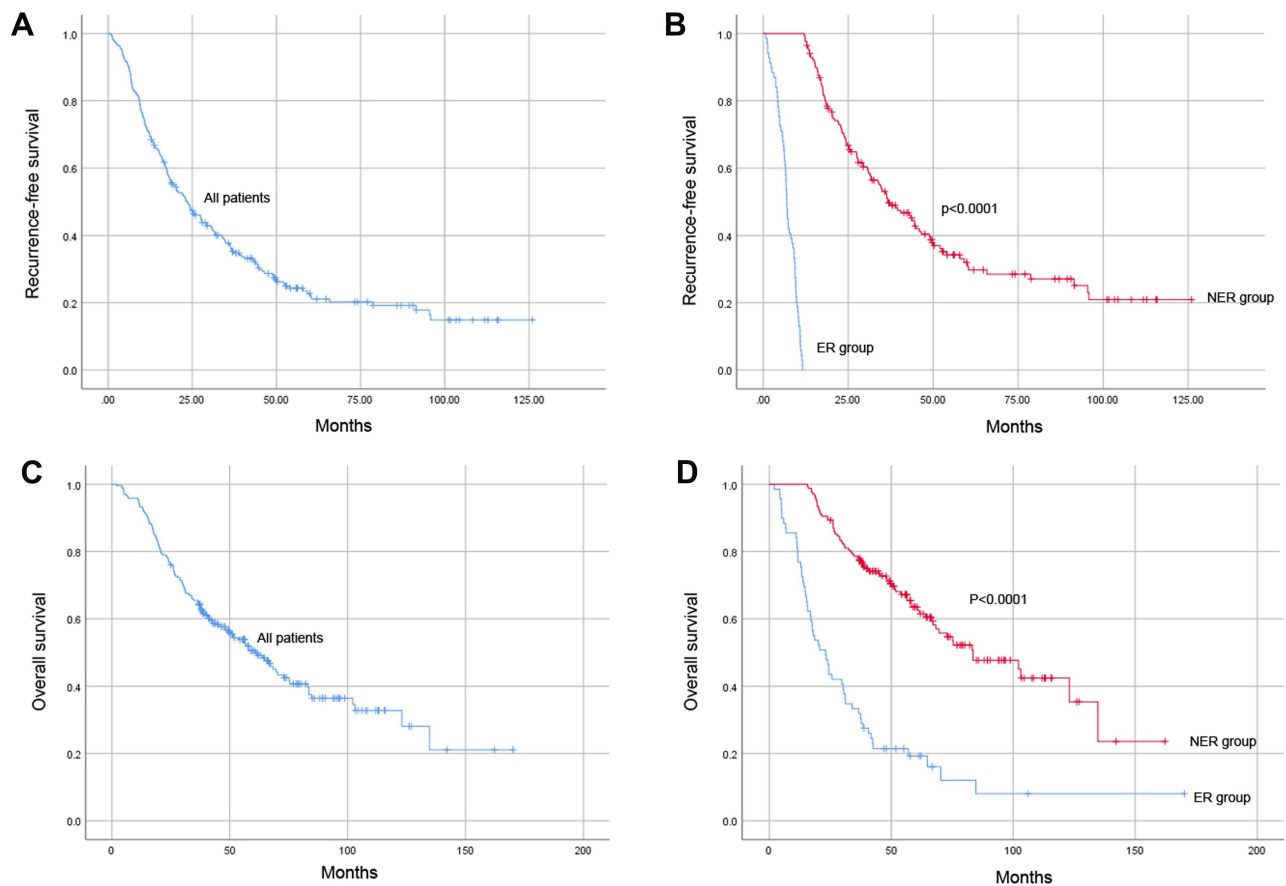 A
1.0
0.8
0.6
0.4
0.2
0.0
Recurrence-free survival
All patients
.00
25.00
50.00
75.00
100.00
125.00
Months
B
1.0
0.8
0.6
0.4
0.2
0.0
Recurrence-free survival
p<0.0001
NER group
ER group
.00
25.00
50.00
75.00
100.00
125.00
Months
C
1.0
0.8
0.6
0.4
0.2
0.0
Overall survival
All patients
0
50
100
150
200
Months
D
1.0
0.8
0.6
0.4
0.2
0.0
Overall survival
P<0.0001
NER group
ER group
0
50
100
150
200
Months